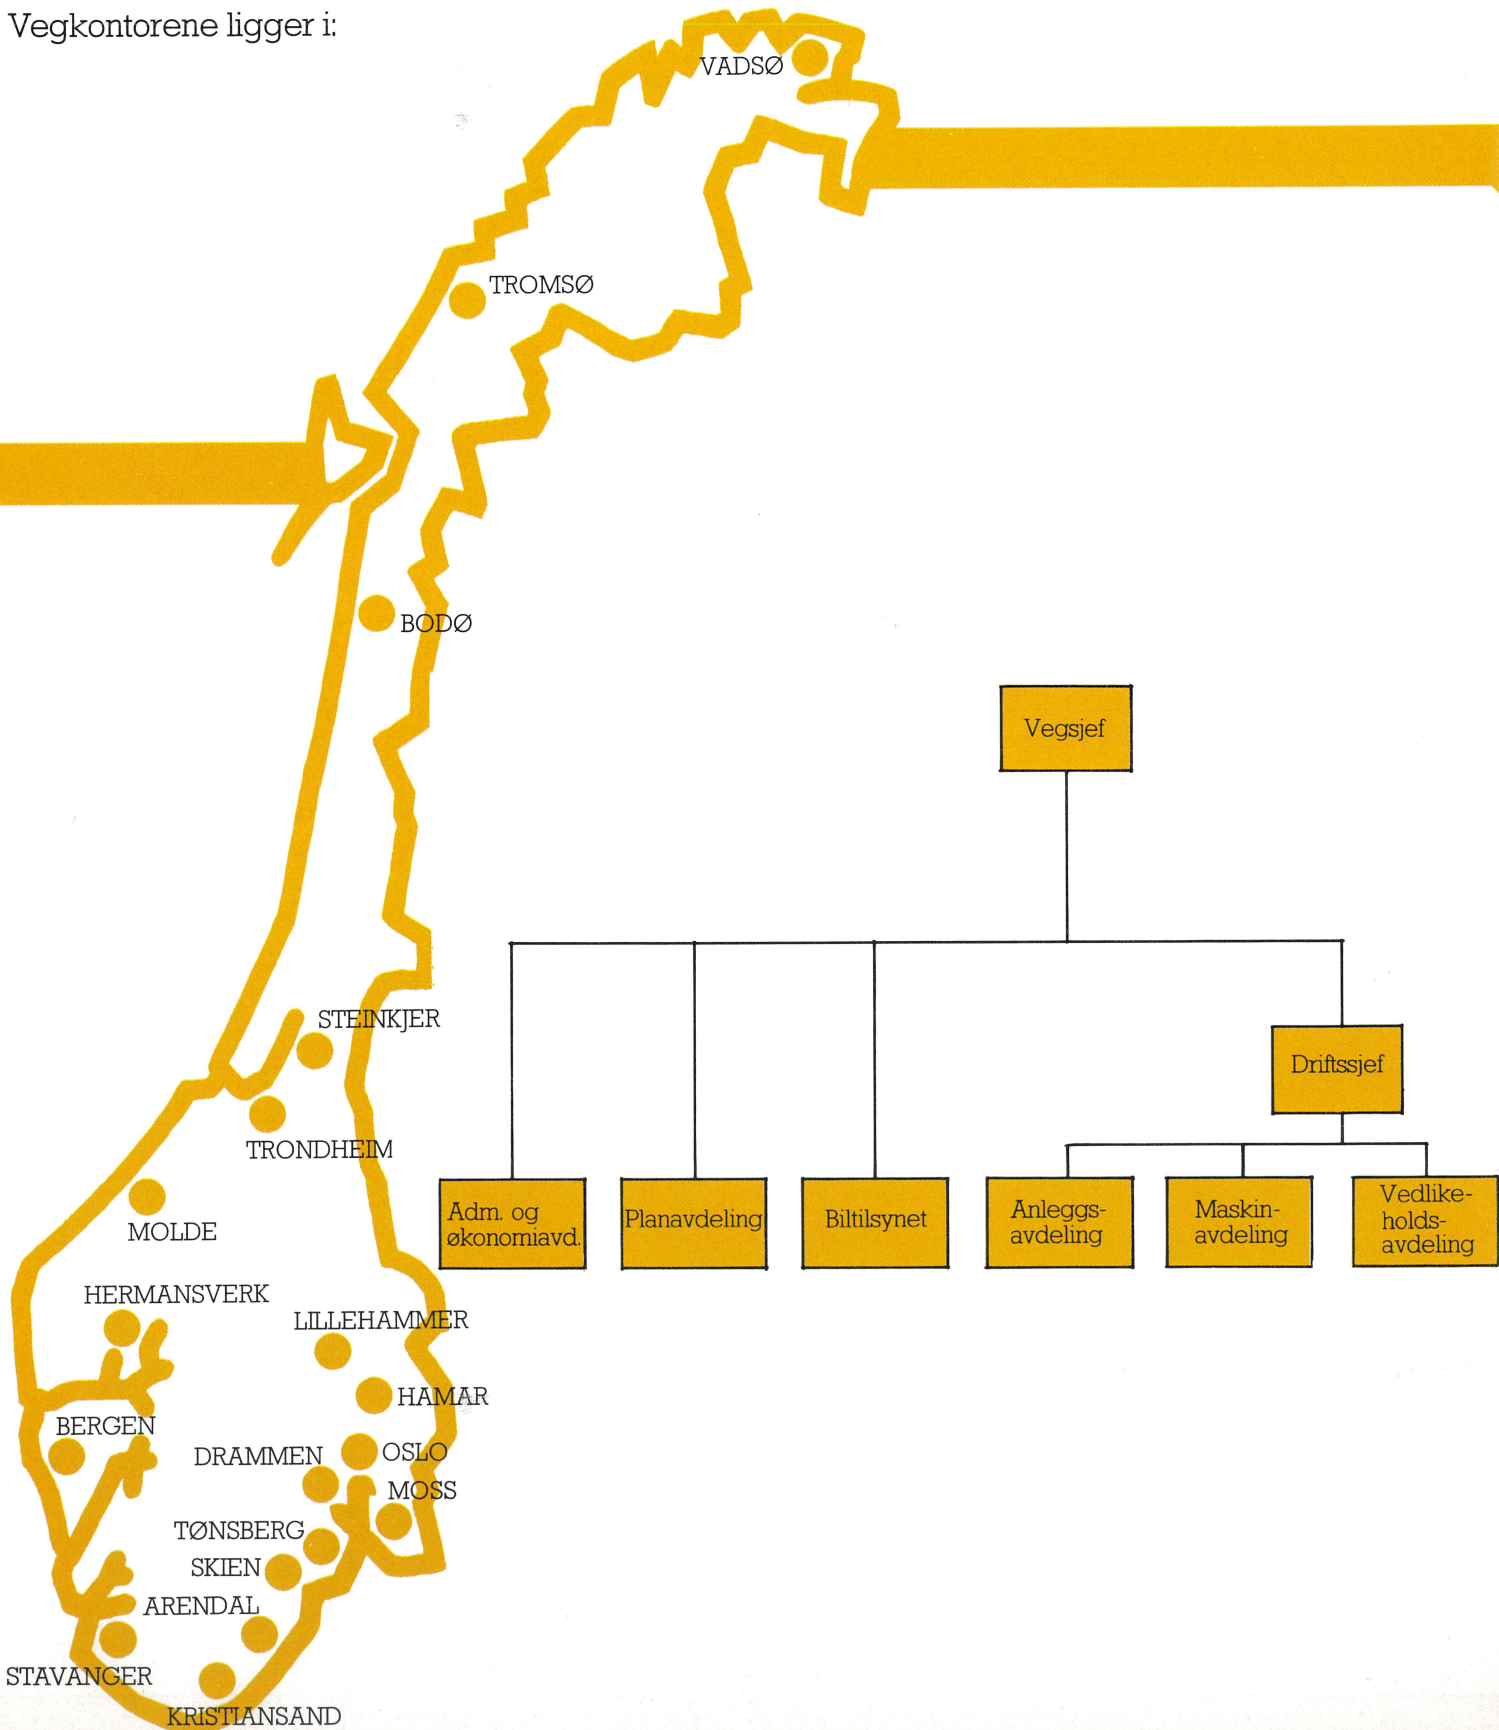 Vegkontorene ligger i:
VADSØ
TROMSØ
BODØ
STEINKJER
TRONDHEIM
MOLDE
HERMANSVERK
LILLEHAMMER
HAMAR
BERGEN
DRAMMEN
OSLO
MOSS
TØNSBERG
SKIEN
ARENDAL
STAVANGER
KRISTIANSAND
Vegsjef
Driftssjef
Adm. og
økonomiavd.
Planavdeling
Biltilsynet
Anleggs-
avdeling
Maskin-
avdeling
Vedlike-
holds-
avdeling